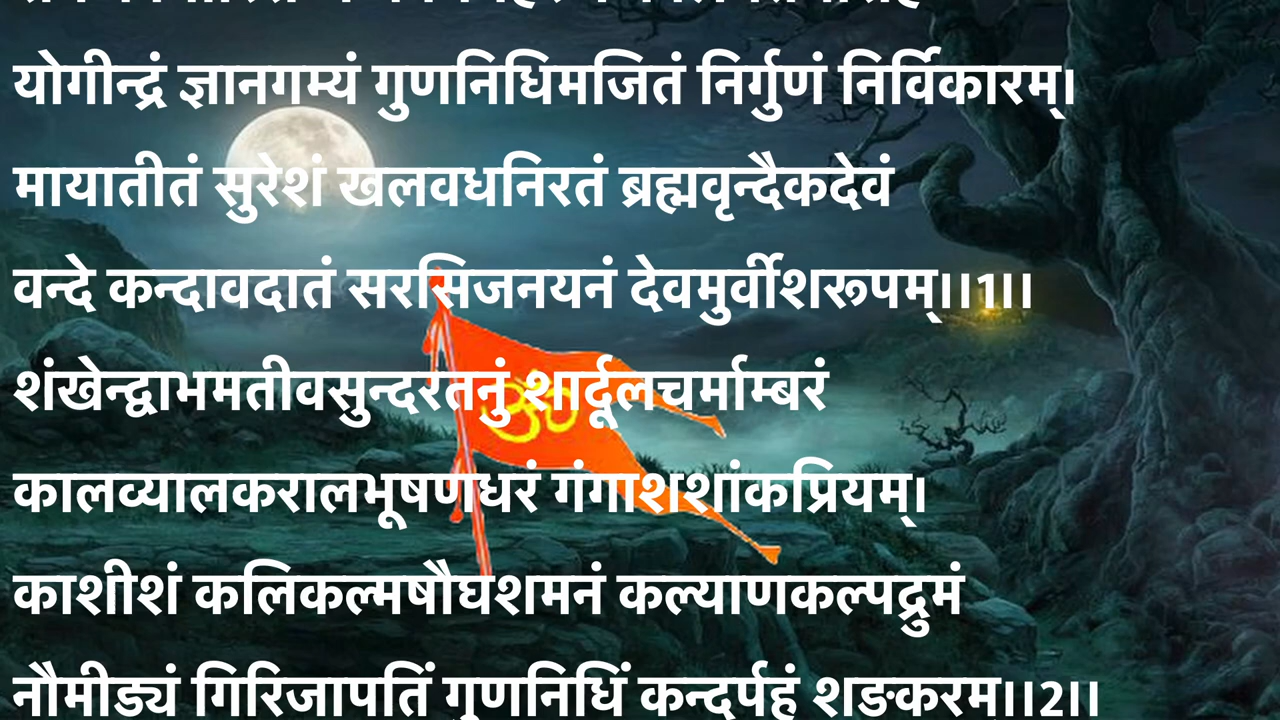 योगीन्द्रं ज्ञानगम्यं गुणनिधिमजितं निर्गुणं निर्विकारम्।
मायातीतं सुरेशं खलवधनिरतं ब्रह्मवृन्दैकदेवं
वन्दे कन्दावदातं सरसिजनयनं देवमुर्वीशरूपम्।।1।।
शंखेन्द्वाभमतीवसुन्दरतनुं शार्दूलचर्माम्बरं
कालव्यालकरालभूषणधरं गंगाशशांकप्रियम्।
काशीशं कलिकल्मषौघशमनं कल्याणकल्पद्रुमं
नौमीड्यं गिरिजापतिं गुणनिधिं कन्दर्पहं शङ्करम्।।2।।
ॐ